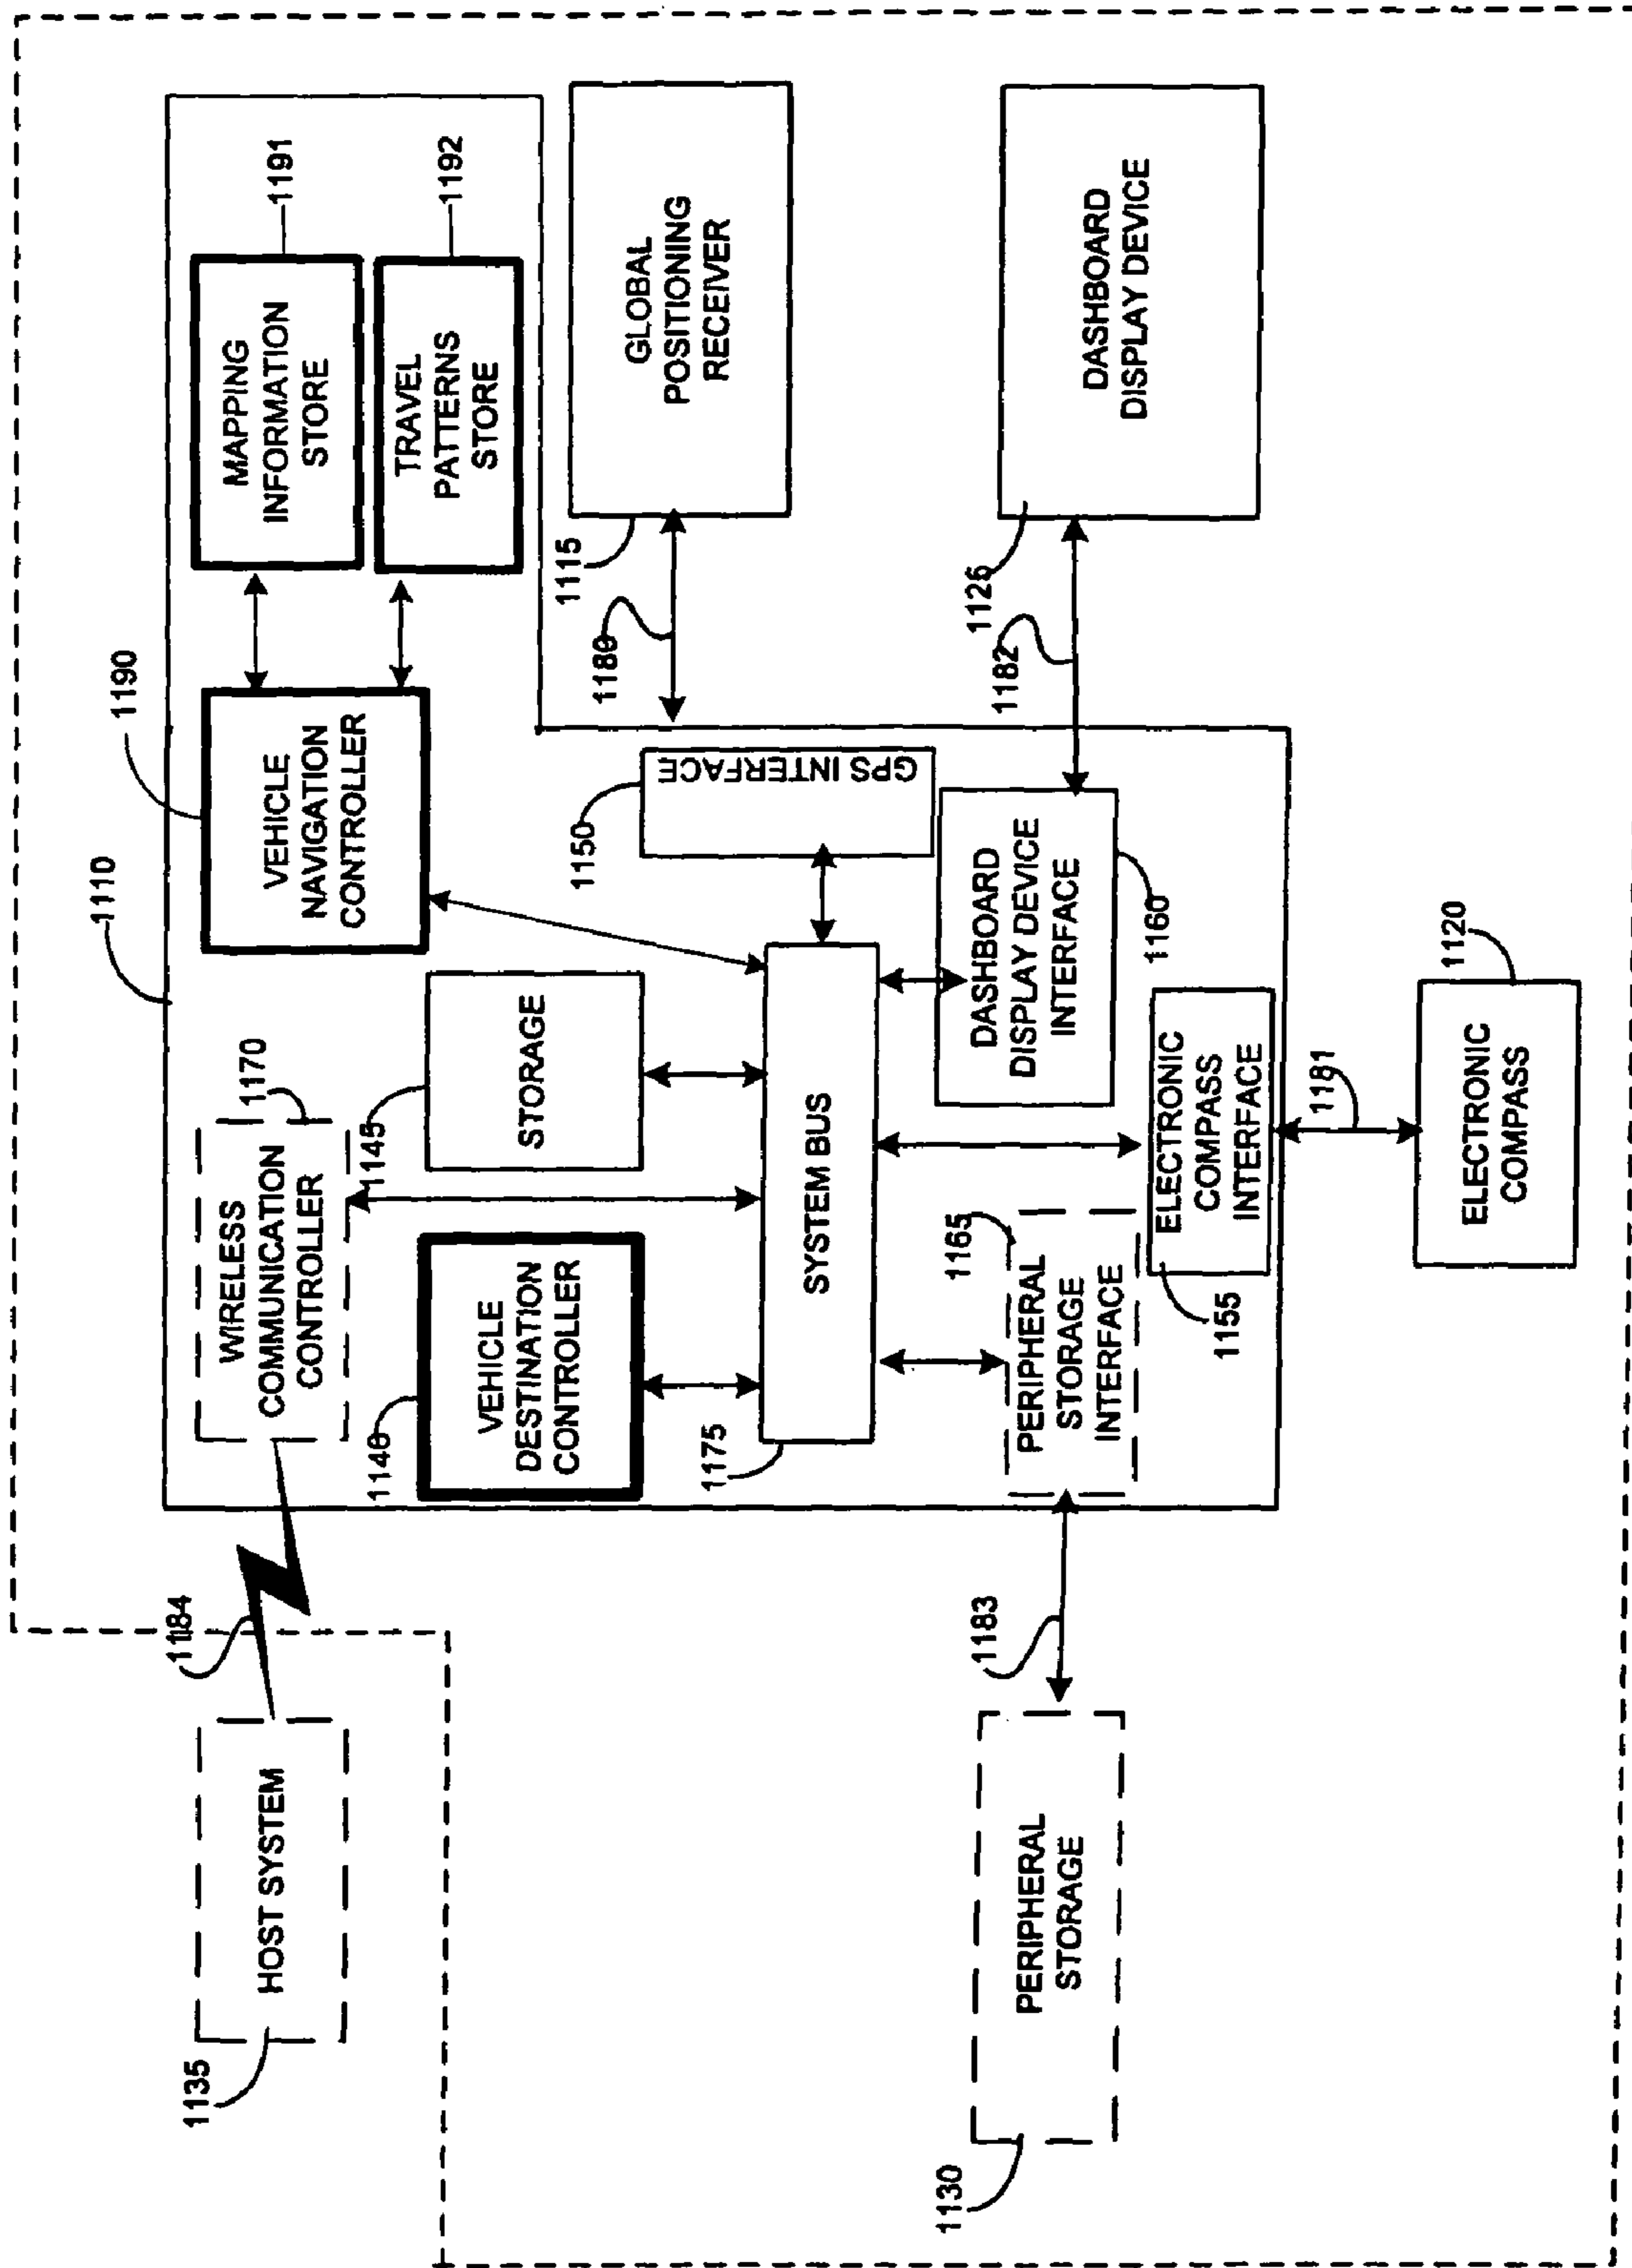 1110
1190
VEHICLE
NAVIGATION
CONTROLLER
MAPPING
INFORMATION
STORE
1191
TRAVEL
PATTERNS
STORE
1192
1184
WIRELESS
COMMUNICATION
CONTROLLER
1170
HOST SYSTEM
1135
1145
STORAGE
1140
VEHICLE
DESTINATION
CONTROLLER
1175
SYSTEM BUS
1150
GPS INTERFACE
1180
1115
GLOBAL
POSITIONING
RECEIVER
DASHBOARD
DISPLAY DEVICE
INTERFACE
1160
1182
1125
DASHBOARD
DISPLAY DEVICE
1165
PERIPHERAL
STORAGE
INTERFACE
1183
PERIPHERAL
STORAGE
1130
ELECTRONIC
COMPASS
INTERFACE
1155
1181
1120
ELECTRONIC
COMPASS